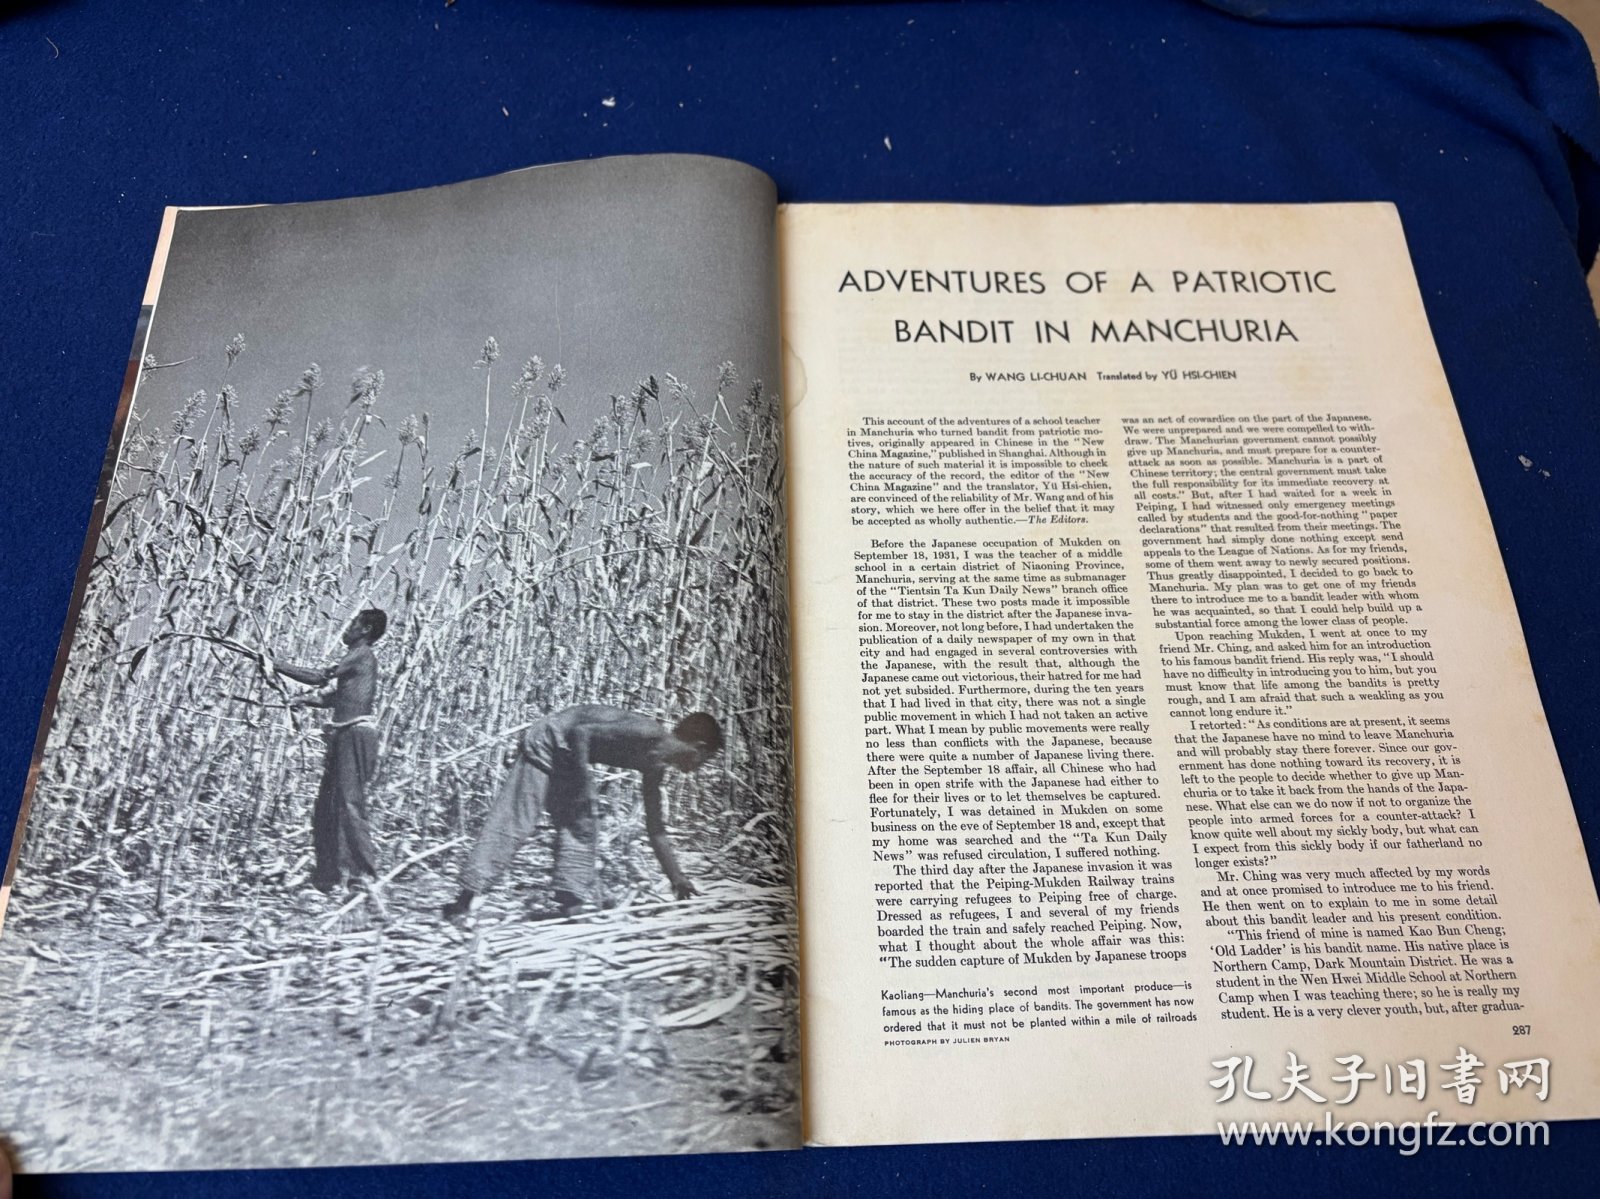 ADVENTURES OF A PATRIOTIC
BANDIT IN MANCHURIA
By WANG LI-CHUAN Translated by YÜ HSI-CHIEN
This account of the adventures of a school teacher
in Manchuria who turned bandit from patriotic mo-
tives, originally appeared in Chinese in the "New
China Magazine," published in Shanghai. Although in
the nature of such material it is impossible to check
the accuracy of the record, the editor of the "New
China Magazine" and the translator, Yü Hsi-chien,
are convinced of the reliability of Mr. Wang and of his
story, which we here offer in the belief that it may
be accepted as wholly authentic.—The Editors.
Before the Japanese occupation of Mukden on
September 18, 1931, I was the teacher of a middle
school in a certain district of Niaoning Province,
Manchuria, serving at the same time as submanager
of the "Tientsin Ta Kun Daily News" branch office
of that district. These two posts made it impossible
for me to stay in the district after the Japanese inva-
sion. Moreover, not long before, I had undertaken the
publication of a daily newspaper of my own in that
city and had engaged in several controversies with
the Japanese, with the result that, although the
Japanese came out victorious, their hatred for me had
not yet subsided. Furthermore, during the ten years
that I had lived in that city, there was not a single
public movement in which I had not taken an active
part. What I mean by public movements were really
no less than conflicts with the Japanese, because
there were quite a number of Japanese living there.
After the September 18 affair, all Chinese who had
been in open strife with the Japanese had either to
flee for their lives or to let themselves be captured.
Fortunately, I was detained in Mukden on some
business on the eve of September 18 and, except that
my home was searched and the "Ta Kun Daily
News" was refused circulation, I suffered nothing.
The third day after the Japanese invasion it was
reported that the Peiping-Mukden Railway trains
were carrying refugees to Peiping free of charge.
Dressed as refugees, I and several of my friends
boarded the train and safely reached Peiping. Now,
what I thought about the whole affair was this:
"The sudden capture of Mukden by Japanese troops
Kaoliang—Manchuria's second most important produce—is
famous as the hiding place of bandits. The government has now
ordered that it must not be planted within a mile of railroads
PHOTOGRAPH BY JULIEN BRYAN
was an act of cowardice on the part of the Japanese.
We were unprepared and we were compelled to with-
draw. The Manchurian government cannot possibly
give up Manchuria, and must prepare for a counter-
attack as soon as possible. Manchuria is a part of
Chinese territory; the central government must take
the full responsibility for its immediate recovery at
all costs." But, after I had waited for a week in
Peiping, I had witnessed only emergency meetings
called by students and the good-for-nothing "paper
declarations" that resulted from their meetings. The
government had simply done nothing except send
appeals to the League of Nations. As for my friends,
some of them went away to newly secured positions.
Thus greatly disappointed, I decided to go back to
Manchuria. My plan was to get one of my friends
there to introduce me to a bandit leader with whom
he was acquainted, so that I could help build up a
substantial force among the lower class of people.
Upon reaching Mukden, I went at once to my
friend Mr. Ching, and asked him for an introduction
to his famous bandit friend. His reply was, "I should
have no difficulty in introducing you to him, but you
must know that life among the bandits is pretty
rough, and I am afraid that such a weakling as you
cannot long endure it."
I retorted: "As conditions are at present, it seems
that the Japanese have no mind to leave Manchuria
and will probably stay there forever. Since our gov-
ernment has done nothing toward its recovery, it is
left to the people to decide whether to give up Man-
churia or to take it back from the hands of the Japa-
nese. What else can we do now if not to organize the
people into armed forces for a counter-attack? I
know quite well about my sickly body, but what can
I expect from this sickly body if our fatherland no
longer exists?"
Mr. Ching was very much affected by my words
and at once promised to introduce me to his friend.
He then went on to explain to me in some detail
about this bandit leader and his present condition.
"This friend of mine is named Kao Bun Cheng;
'Old Ladder' is his bandit name. His native place is
Northern Camp, Dark Mountain District. He was a
student in the Wen Hwei Middle School at Northern
Camp when I was teaching there; so he is really my
student. He is a very clever youth, but, after gradua-
287
孔夫子旧书网
www.kongfz.com